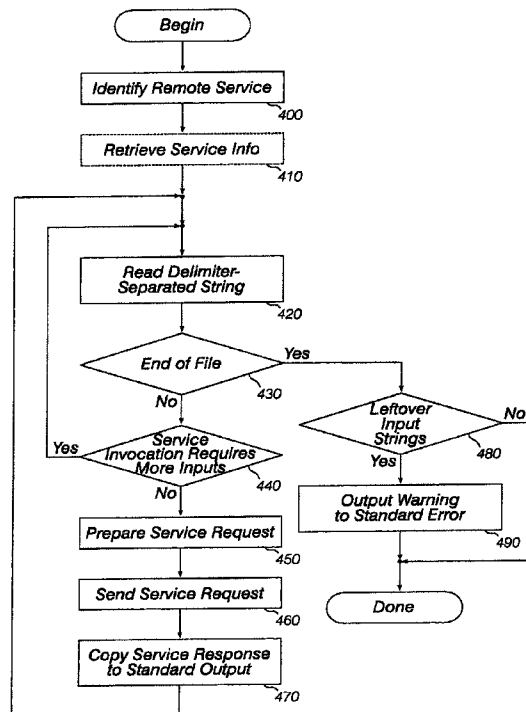 Begin
Identify Remote Service
400
Retrieve Service Info
410
Read Delimiter-
Separated String
420
End of File
Yes
430
No
Leftover
Input
Strings
No
480
Yes
Service
Invocation Requires
More Inputs
Yes
440
No
Output Warning
to Standard Error
490
Prepare Service Request
450
Send Service Request
460
Done
Copy Service Response
to Standard Output
470